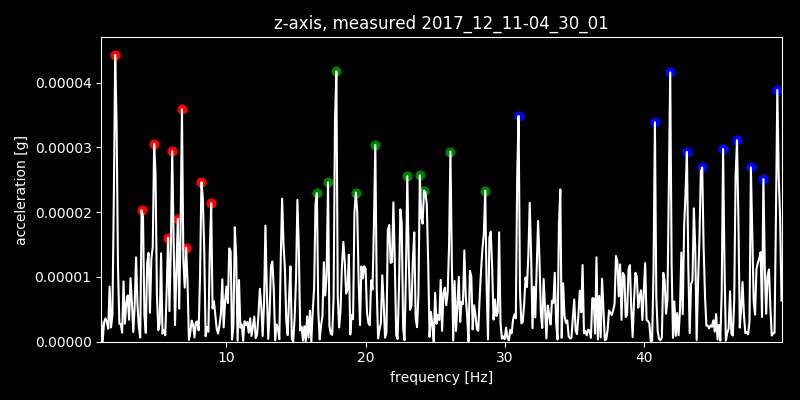 z-axis, measured 2017_12_11-04_30_01
acceleration [g]
0.00004
0.00003
0.00002
0.00001
0.00000
10 20 30 40
frequency [Hz]